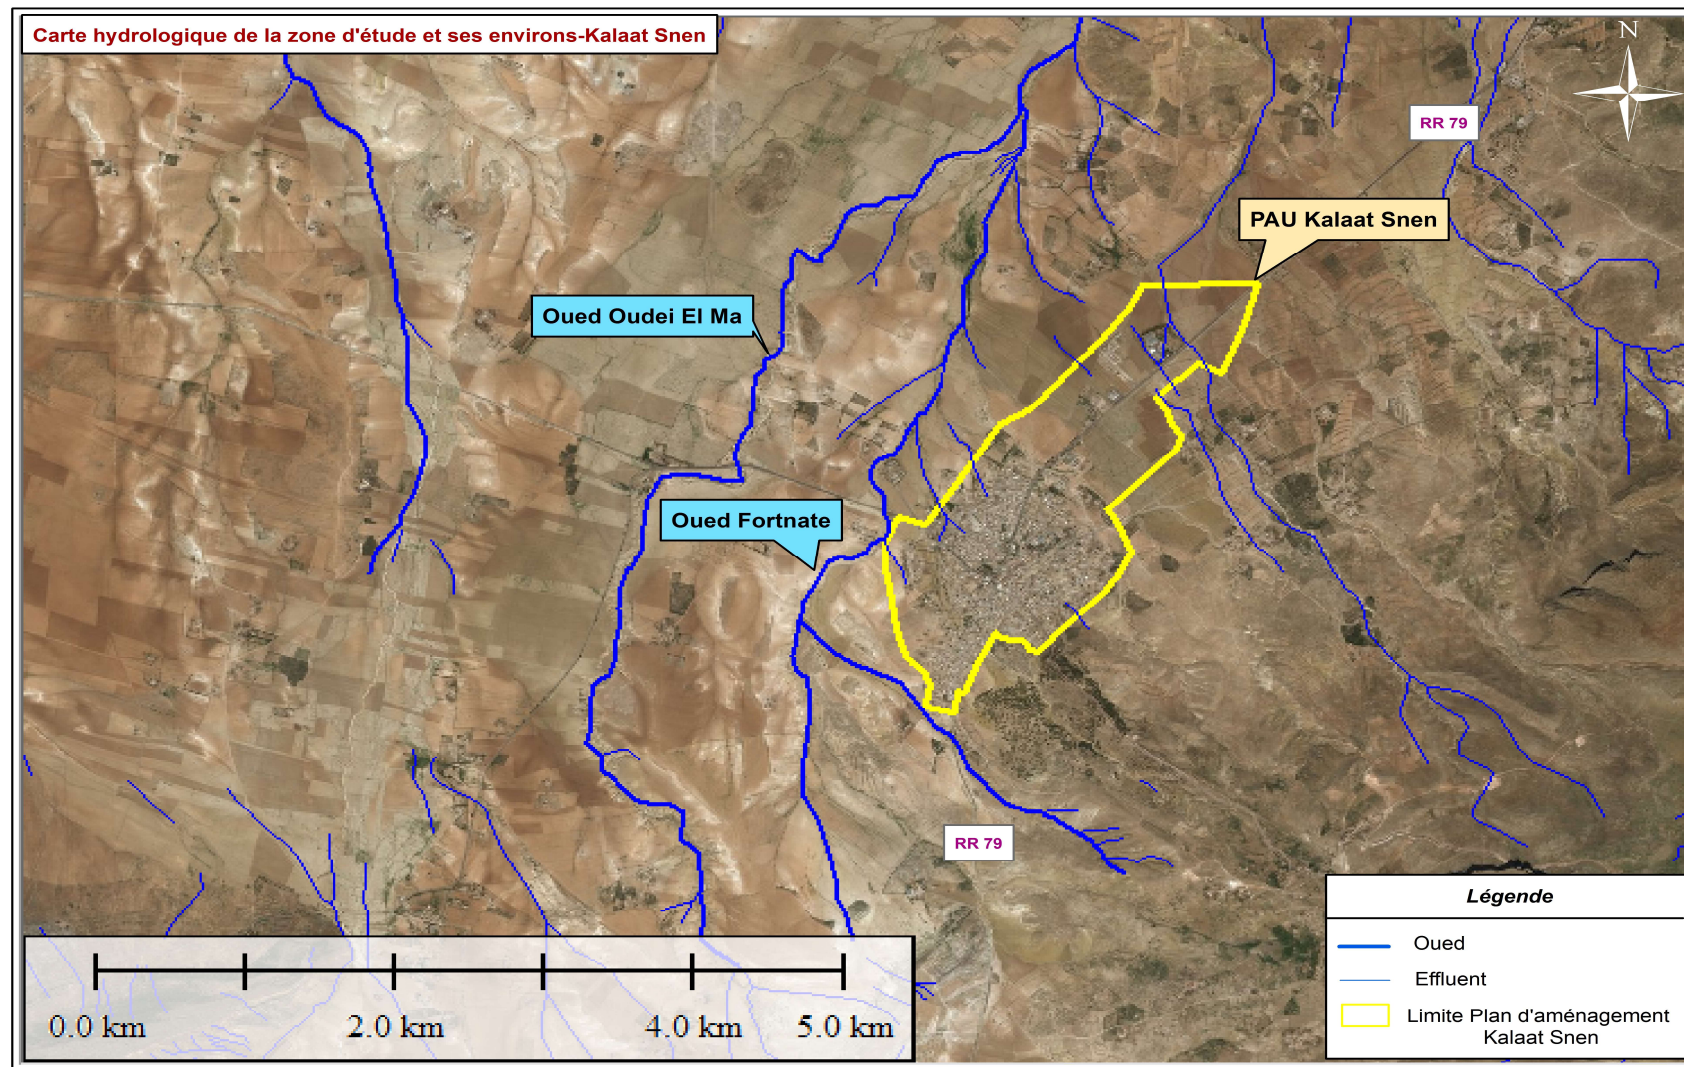 Carte hydrologique de la zone d'étude et ses environs-Kalaat Snen
N
RR 79
PAU Kalaat Snen
Oued Oudei El Ma
Oued Fortnate
RR 79
Légende
Oued
Effluent
Limite Plan d'aménagement
Kalaat Snen
0.0 km 2.0 km 4.0 km 5.0 km